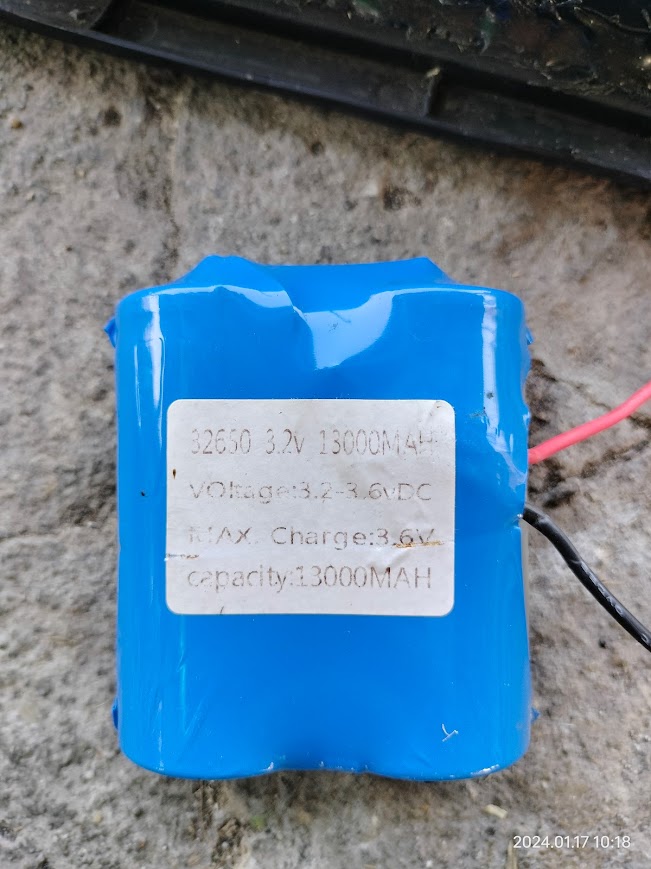 32650 3.2V 13000MAH
VOltage:3.2-3.6vDC
MAX. Charge:3.6V
capacity:13000MAH
2024.01.17 10:18